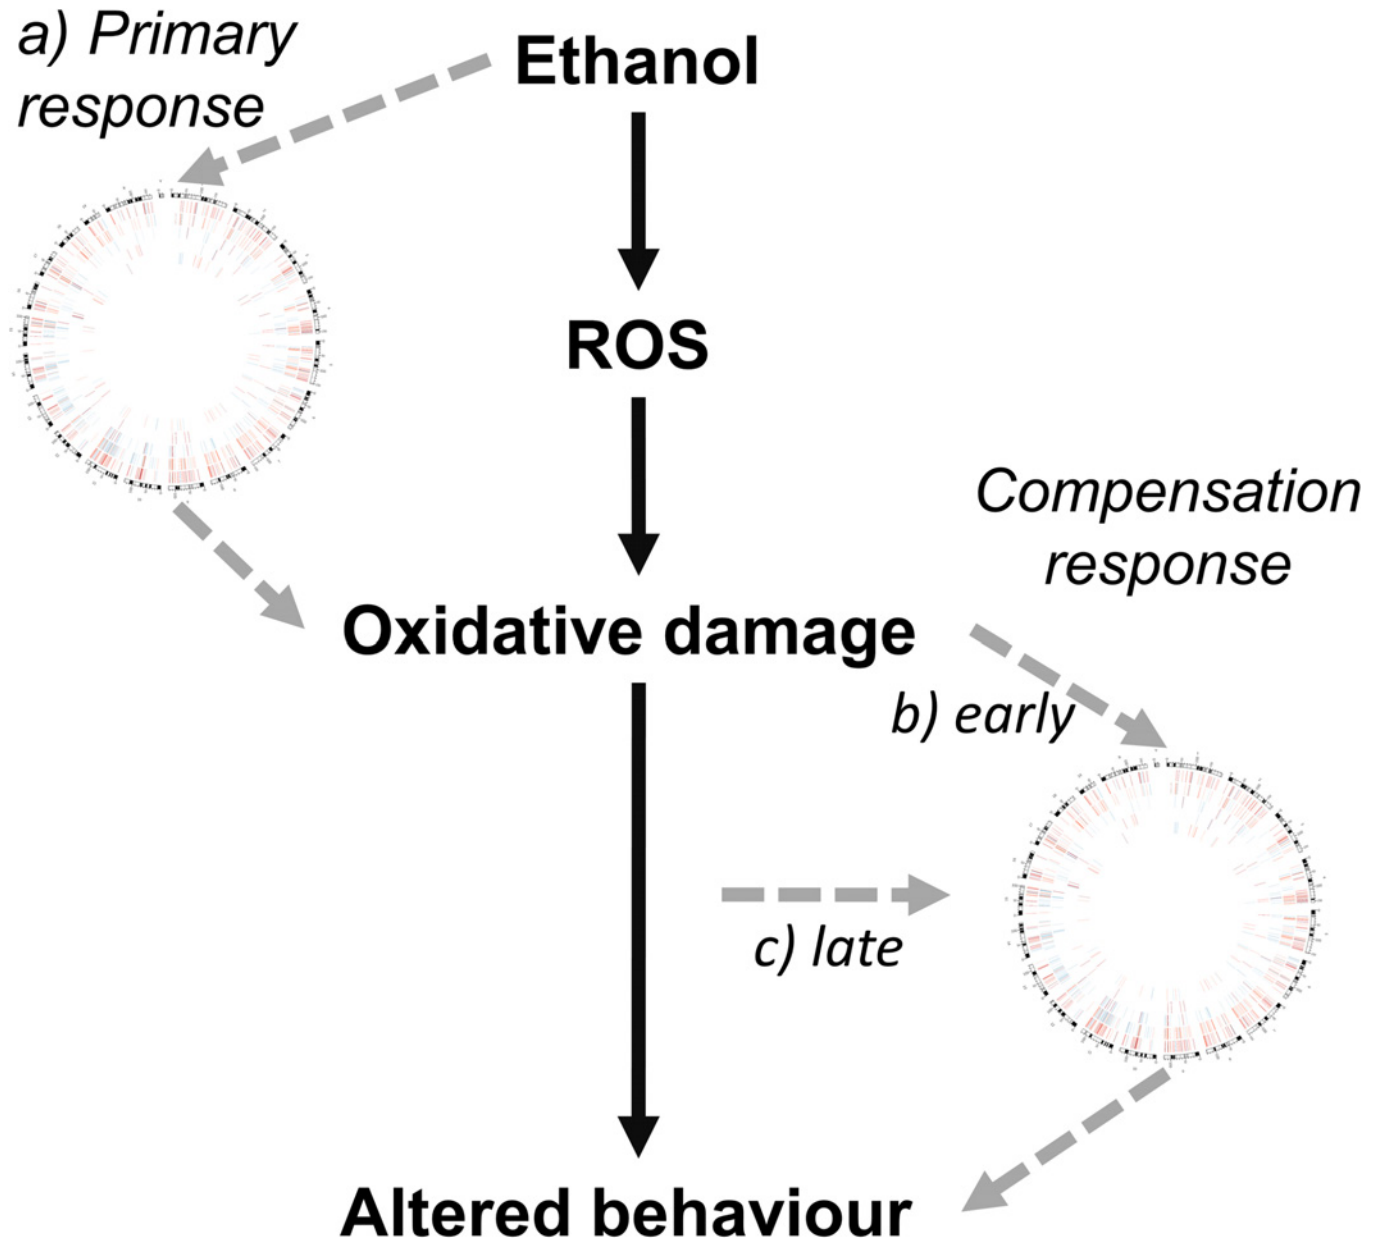 a) Primary
response
Ethanol
ROS
Compensation
response
Oxidative damage
b) early
c) late
Altered behaviour